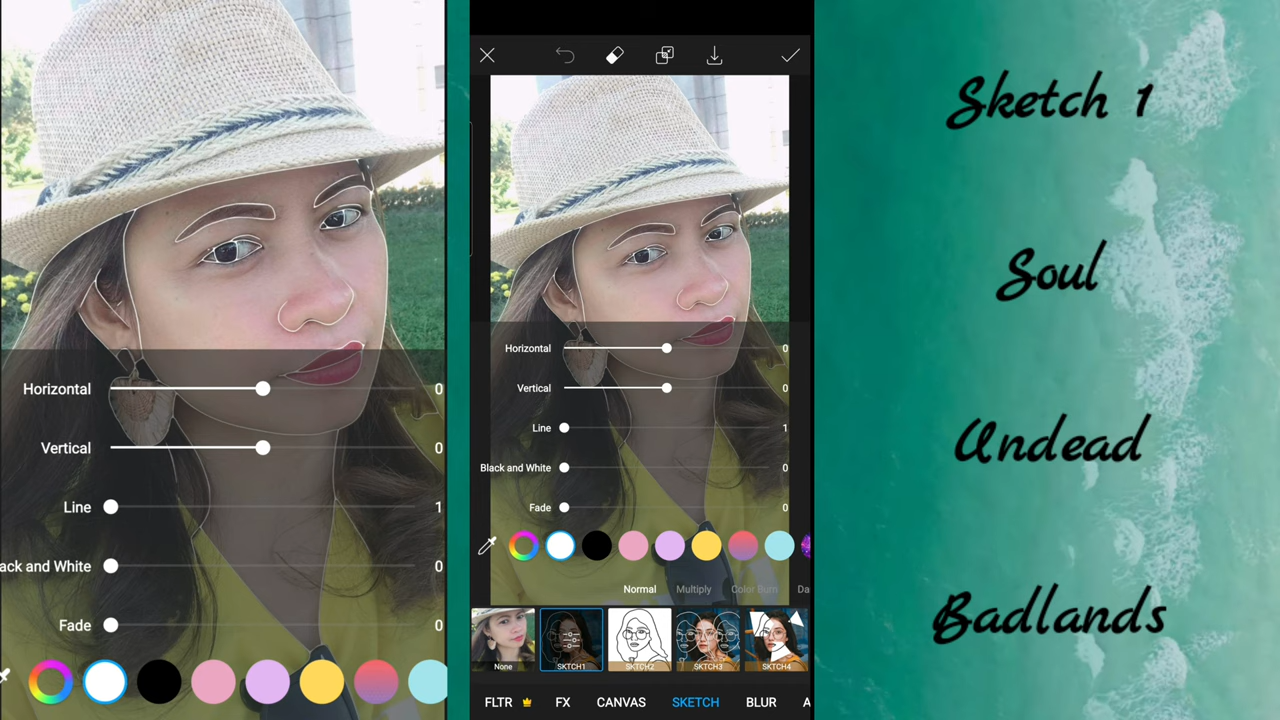 Horizontal 0
Vertical 0
Line 1
ack and White 0
Fade 0
Horizontal 0
Vertical 0
Line 1
Black and White 0
Fade 0
Normal Multiply Color Burn Da
None SKTCH1 SKTCH2 SKTCH3 SKTCH4
FLTR FX CANVAS SKETCH BLUR A
Sketch 1
Soul
Undead
Badlands